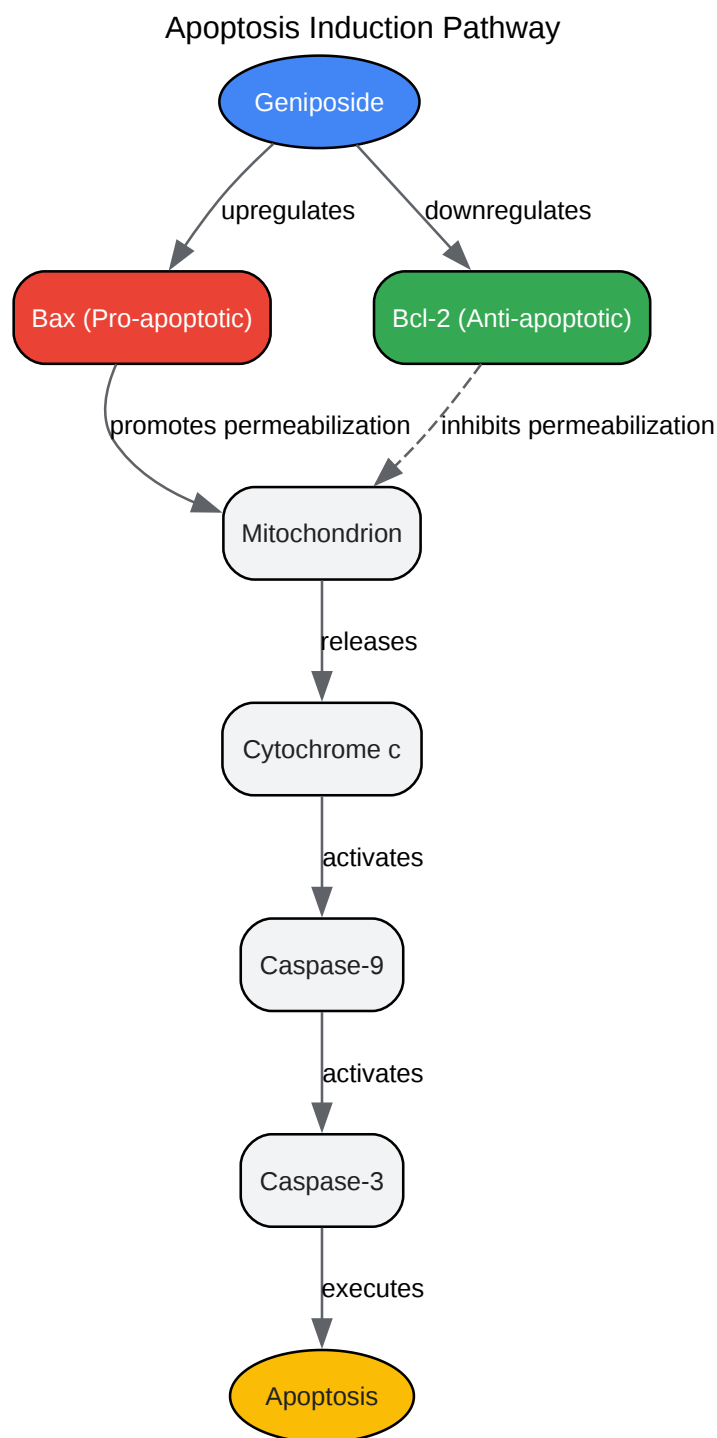 Apoptosis Induction Pathway
Geniposide
upregulates
downregulates
Bax (Pro-apoptotic)
Bcl-2 (Anti-apoptotic)
promotes permeabilization
inhibits permeabilization
Mitochondrion
releases
Cytochrome c
activates
Caspase-9
activates
Caspase-3
executes
Apoptosis